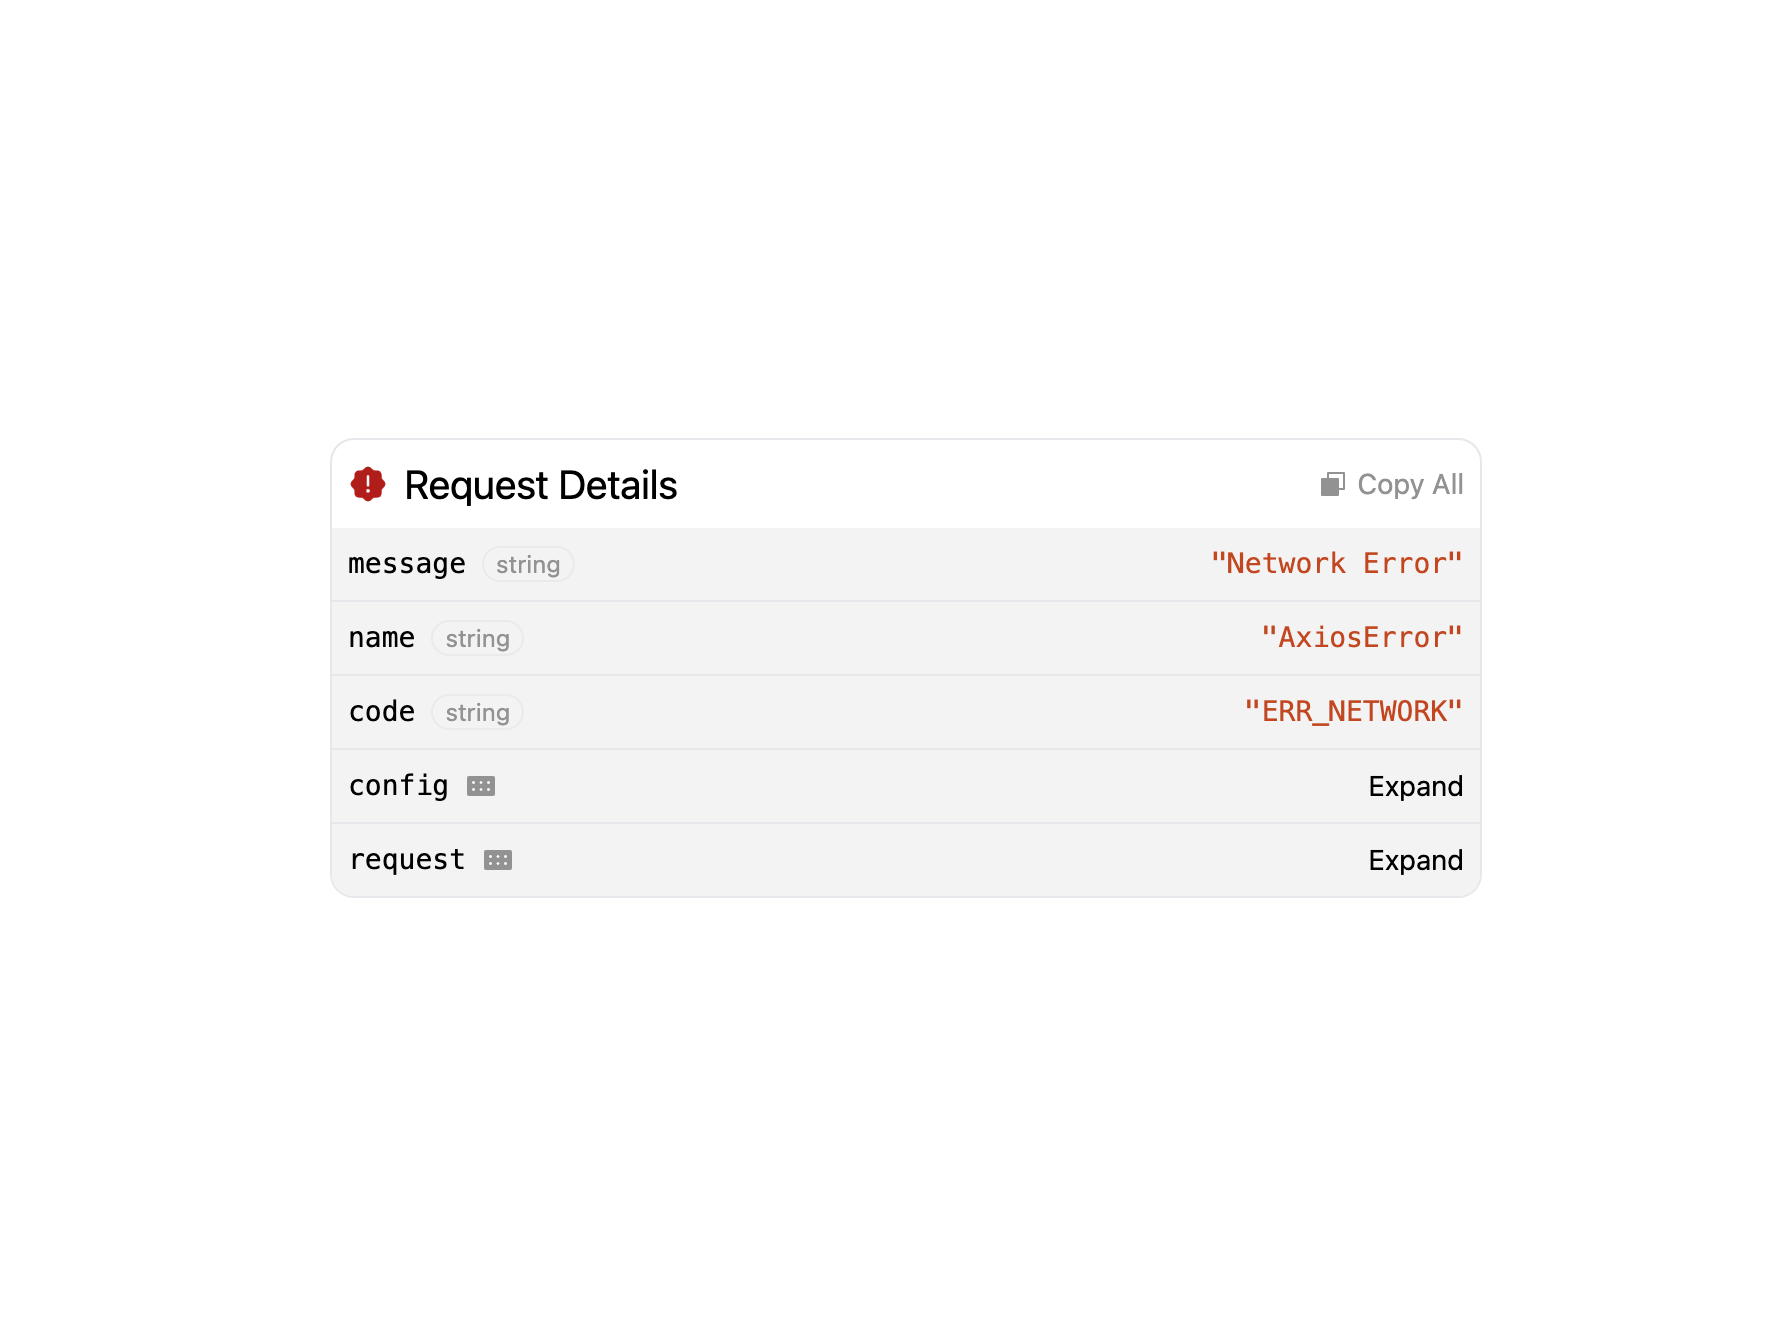 Request Details
Copy All
message string "Network Error"
name string "AxiosError"
code string "ERR_NETWORK"
config Expand
request Expand